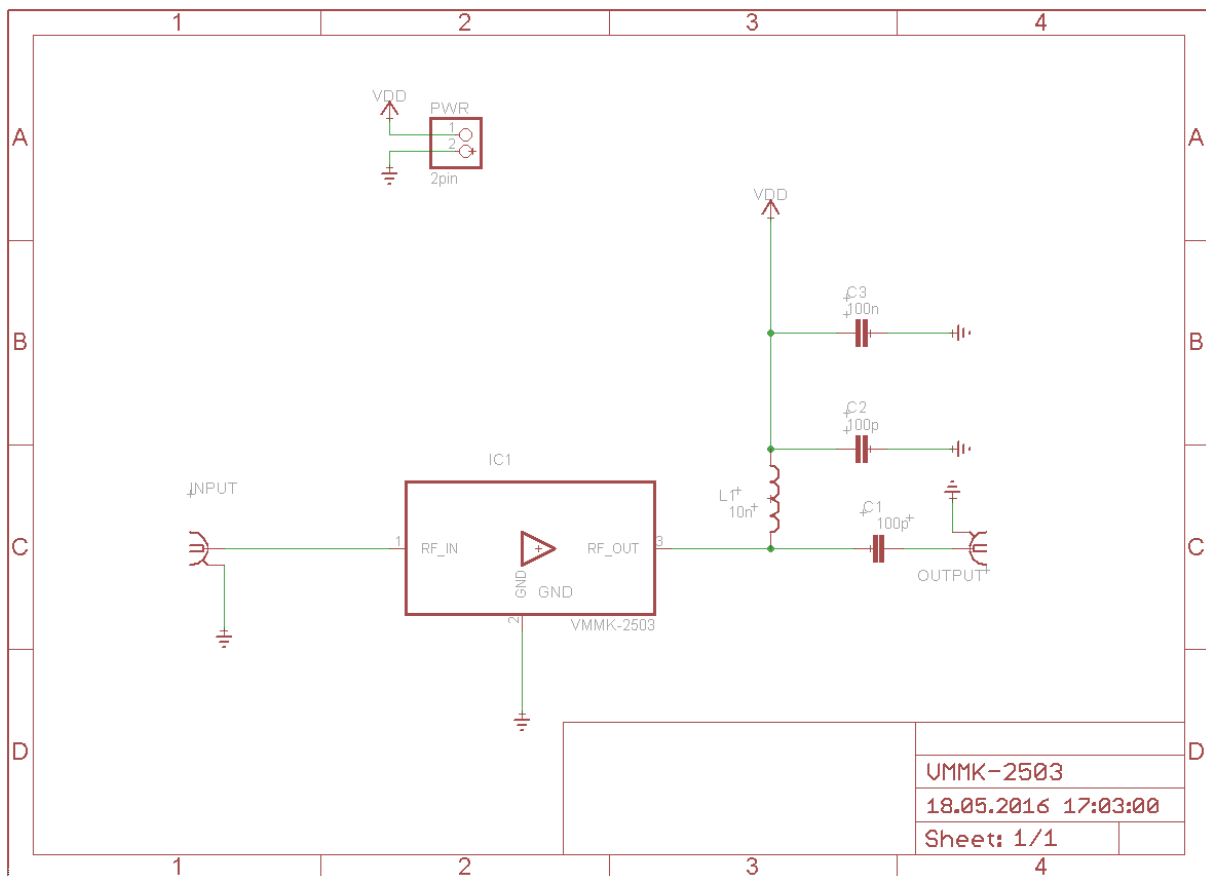 1 2 3 4
A A
VDD
PWR
1
2
2pin
VDD
C3
100n
B B
C2
100p
IC1
INPUT
L1
10n
C1
100p
C C
1 RF_IN RF_OUT 3
OUTPUT
GND GND
2
VMMK-2503
D D
VMMK-2503
18.05.2016 17:03:00
Sheet: 1/1
1 2 3 4